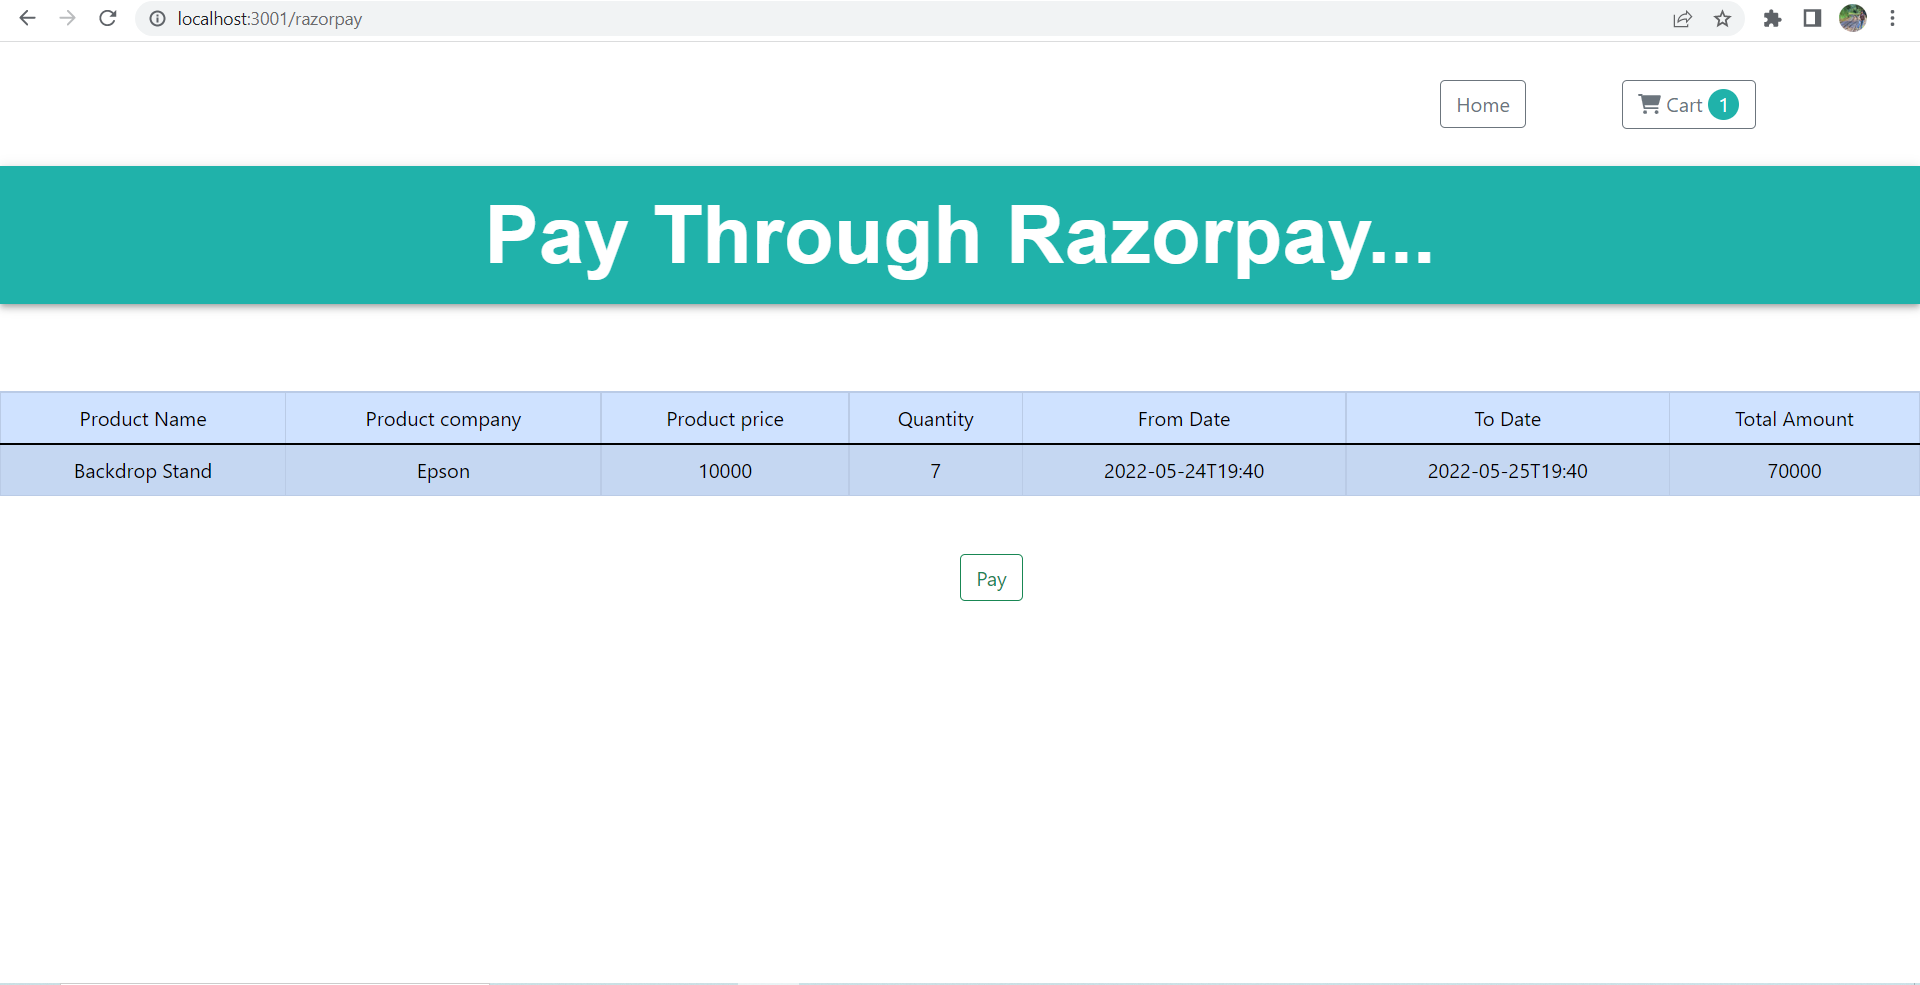 localhost:3001/razorpay
Home Cart 1
Pay Through Razorpay...
Product Name Product company Product price Quantity From Date To Date Total Amount
Backdrop Stand Epson 10000 7 2022-05-24T19:40 2022-05-25T19:40 70000
Pay